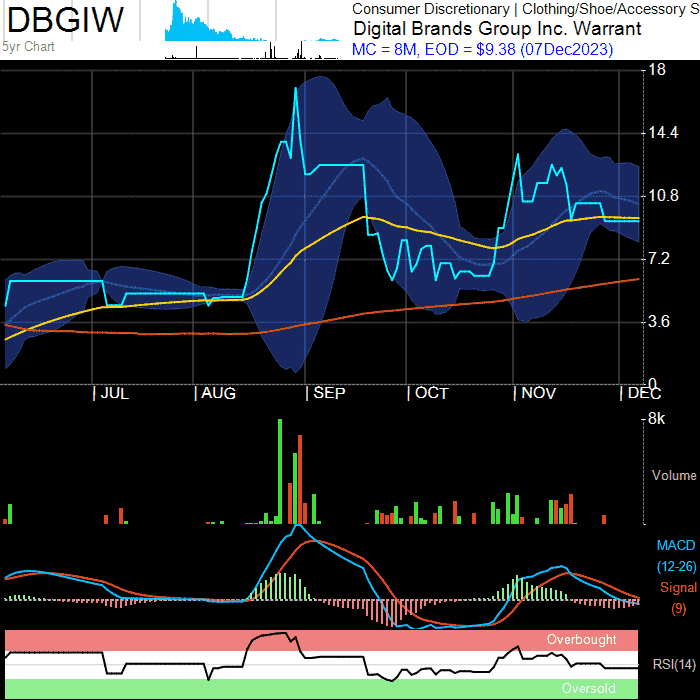 DBGIW
5yr Chart
Consumer Discretionary | Clothing/Shoe/Accessory S
Digital Brands Group Inc. Warrant
MC = 8M, EOD = $9.38 (07Dec2023)
18
14.4
10.8
7.2
3.6
0
| JUL
| AUG
| SEP
| OCT
| NOV
| DEC
8k
Volume
MACD
(12-26)
Signal
(9)
Overbought
RSI(14)
Oversold